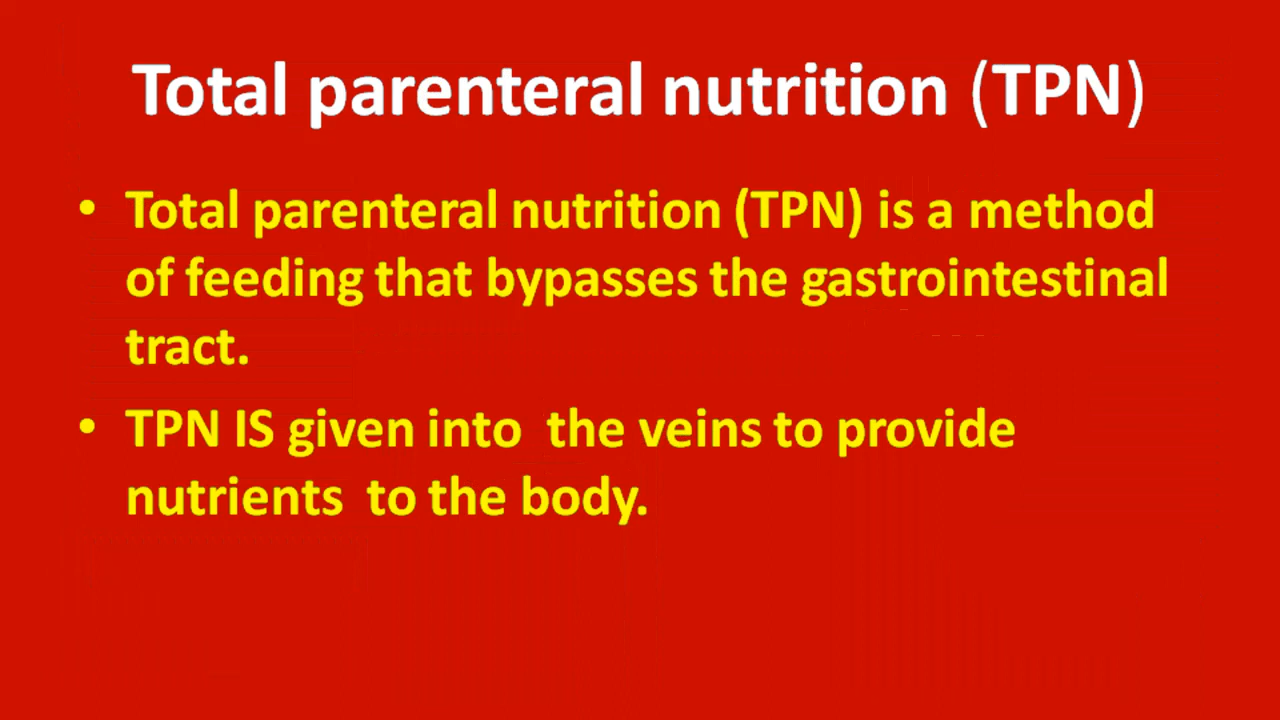 Total parenteral nutrition (TPN)
• Total parenteral nutrition (TPN) is a method
of feeding that bypasses the gastrointestinal
tract.
• TPN IS given into  the veins to provide
nutrients  to the body.